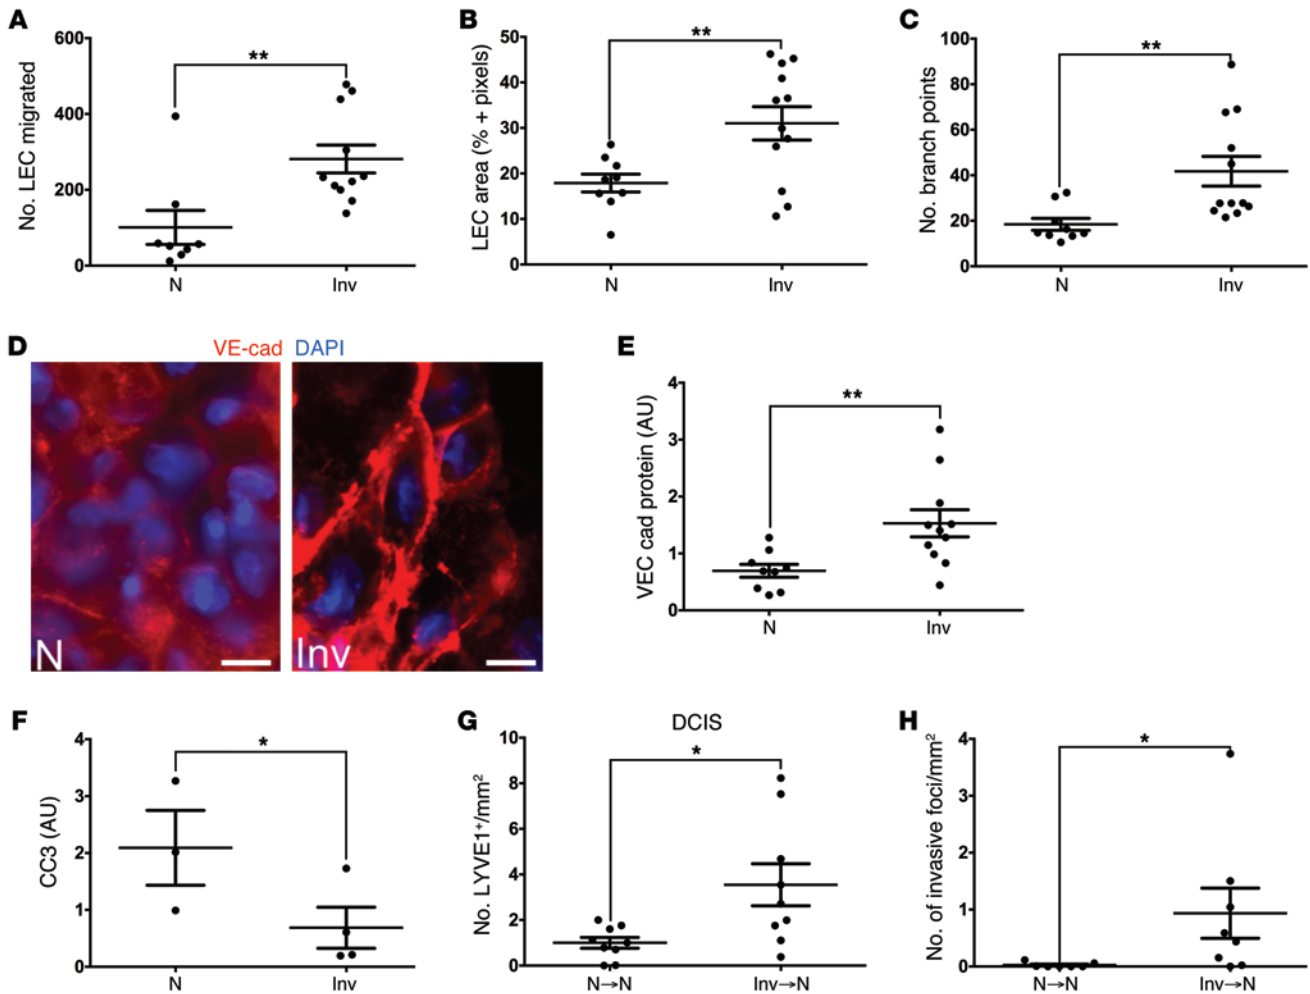 A
No. LEC migrated
600
400
200
0
**
N Inv
B
LEC area (% + pixels)
50
40
30
20
10
0
**
N Inv
C
No. branch points
100
80
60
40
20
0
**
N Inv
D
VE-cad DAPI
N
Inv
E
VEC cad protein (AU)
4
3
2
1
0
**
N Inv
F
CC3 (AU)
4
3
2
1
0
*
N Inv
G
DCIS
No. LYVE1⁺/mm²
10
8
6
4
2
0
*
N→N Inv→N
H
No. of invasive foci/mm²
4
3
2
1
0
*
N→N Inv→N